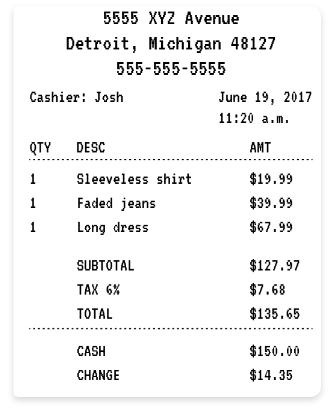 5555 XYZ Avenue
Detroit, Michigan 48127
555-555-5555
Cashier: Josh June 19, 2017
11:20 a.m.
QTY DESC AMT
1 Sleeveless shirt $19.99
1 Faded jeans $39.99
1 Long dress $67.99
SUBTOTAL $127.97
TAX 6% $7.68
TOTAL $135.65
CASH $150.00
CHANGE $14.35